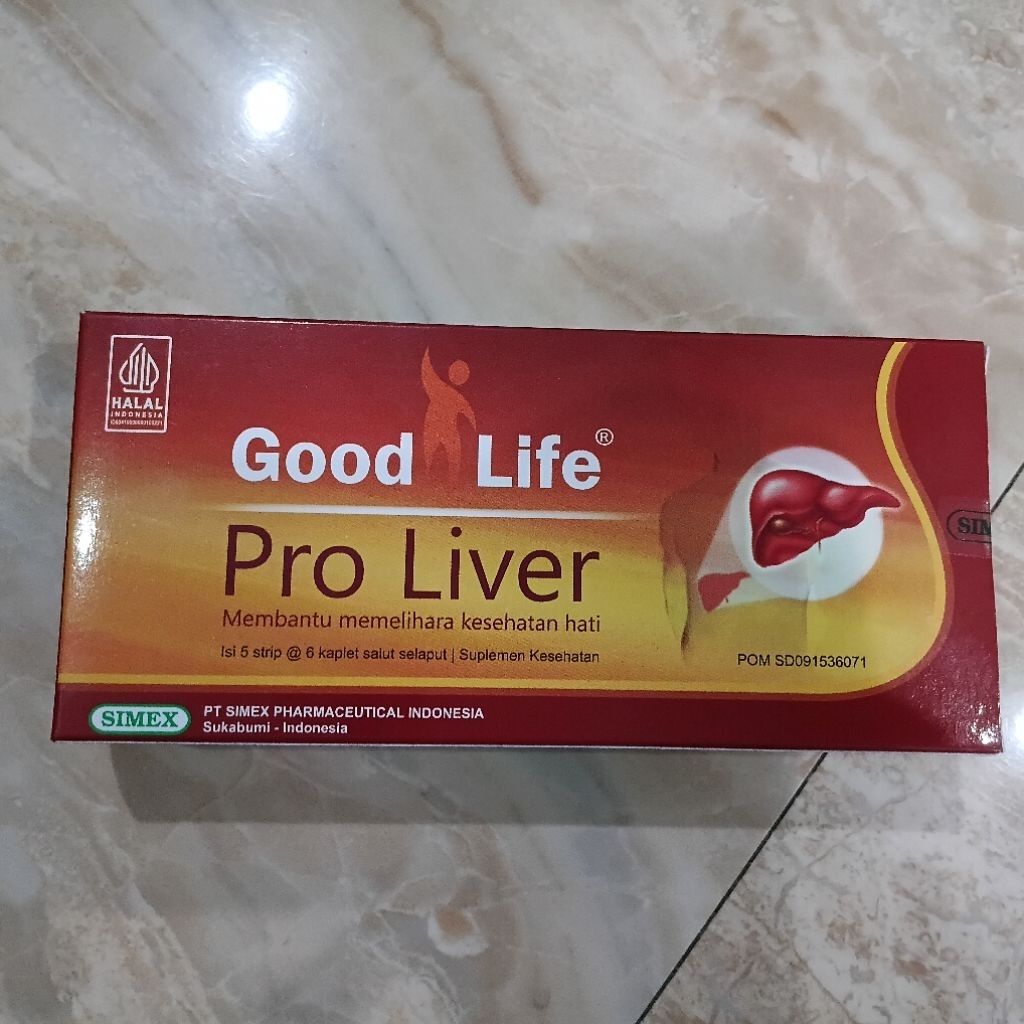 HALAL
INDONESIA
Good Life®
Pro Liver
Membantu memelihara kesehatan hati
Isi 5 strip @ 6 kaplet salut selaput | Suplemen Kesehatan
POM SD091536071
SIM
SIMEX
PT SIMEX PHARMACEUTICAL INDONESIA
Sukabumi - Indonesia